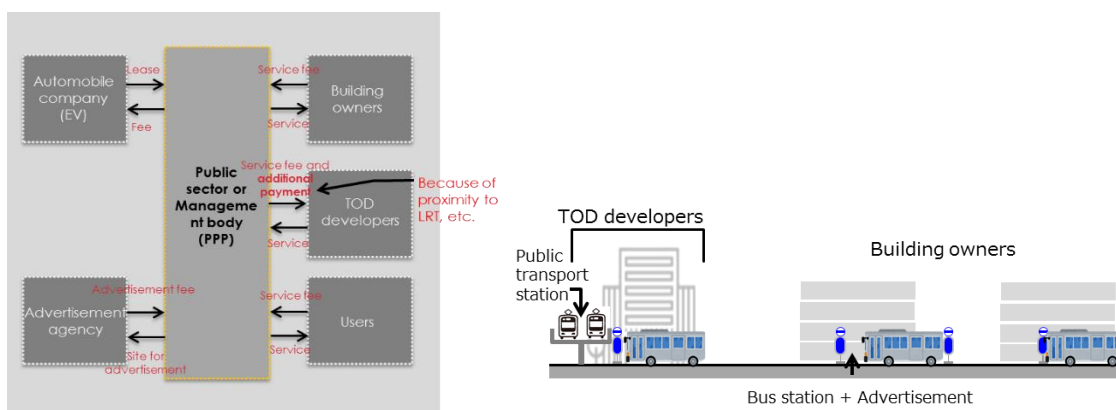 Automobile
company
(EV)
Lease
Fee
Service fee
Service
Building
owners
Public
sector or
Manageme
nt body
(PPP)
Service fee and
additional
payment
Service
TOD
developers
Because of
proximity to
LRT, etc.
Advertisement
agency
Advertisement fee
Site for
advertisement
Service fee
Service
Users
TOD developers
Public
transport
station
Building owners
Bus station + Advertisement